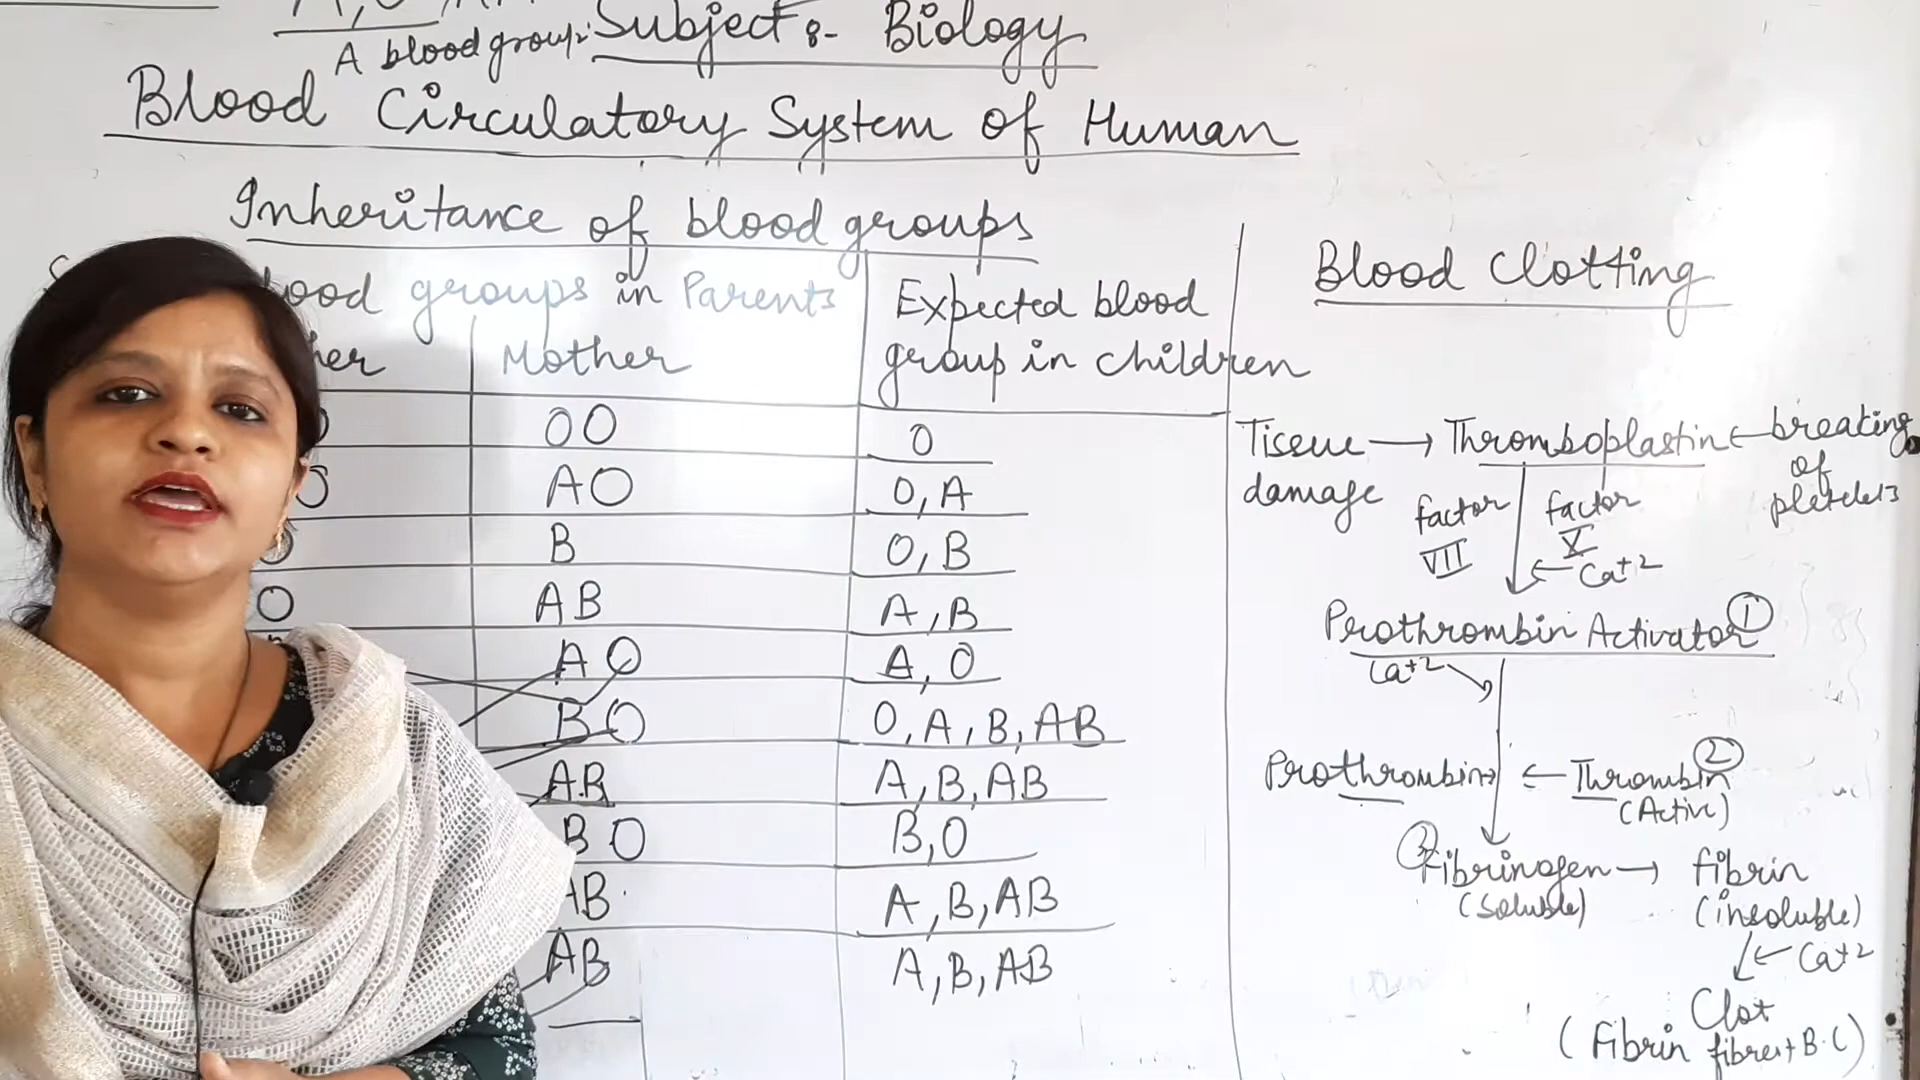 A blood group: Subject :- Biology
Blood Circulatory System of Human
Inheritance of blood groups
groups in Parents
Mother
Expected blood
group in children
OO
O
AO
O, A
B
O, B
O
AB
A, B
AO
A, O
BO
O, A, B, AB
AB
A, B, AB
BO
B, O
AB
A, B, AB
AB
A, B, AB
Blood Clotting
Tissue → Thromboplastin ← breaking
damage
of
pletelets
factor
VII
factor
X
Ca+2
Prothrombin Activator ①
Ca+2
Prothrombin → ← Thrombin ②
(Active)
③ Fibrinogen → fibrin
(Soluble) (insoluble)
← Ca+2
Clot
(Fibrin fibres + B.C)